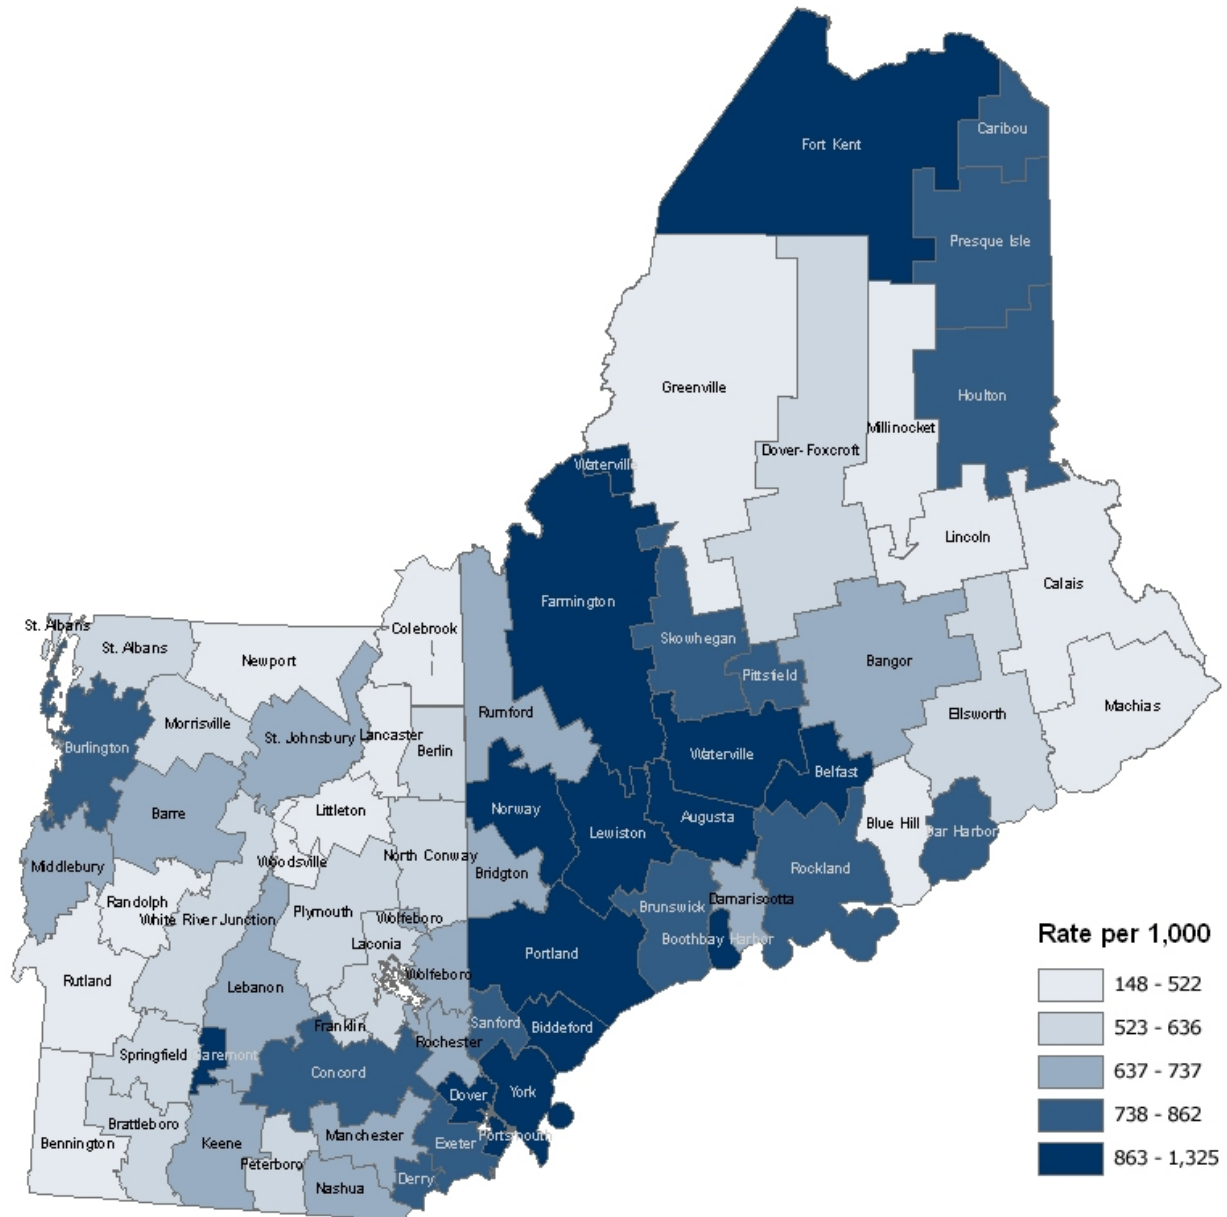 Fort Kent
Caribou
Presque Isle
Greenville
Houlton
Millinocket
Dover-Foxcroft
Waterville
Lincoln
Calais
Farmington
St. Albans
Colebrook
Skowhegan
St. Albans
Newport
Bangor
Pittsfield
Machias
Rumford
Ellsworth
Morrisville
St. Johnsbury
Lancaster
Berlin
Burlington
Waterville
Belfast
Norway
Littleton
Barre
Augusta
Blue Hill
Bar Harbor
Lewiston
North Conway
Woodsville
Middlebury
Bridgton
Rockland
Randolph
Damariscotta
Brunswick
Plymouth
White River Junction
Wolfeboro
Boothbay Harbor
Laconia
Portland
Rate per 1,000
Wolfeboro
Rutland
Lebanon
148 - 522
Sanford
Franklin
Biddeford
523 - 636
Rochester
Springfield
Claremont
Concord
637 - 737
York
Dover
738 - 862
Brattleboro
Manchester
Portsmouth
Bennington
Keene
Exeter
863 - 1,325
Peterboro
Derry
Nashua